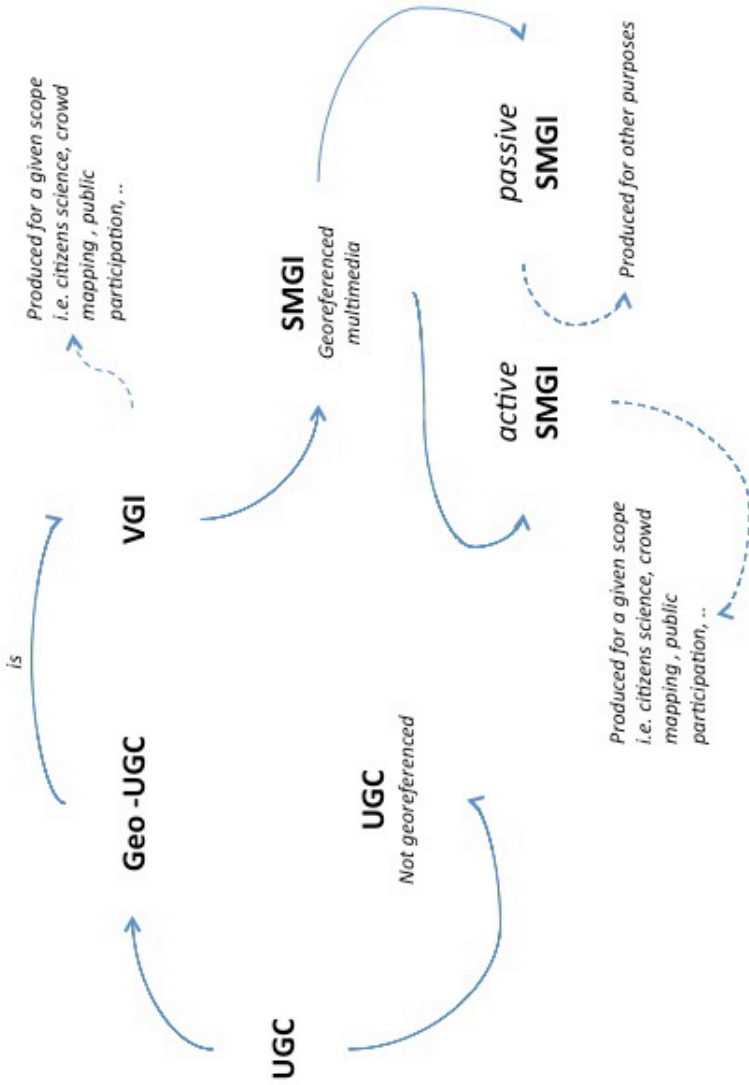 UGC
Geo -UGC
is
VGI
Produced for a given scope
i.e. citizens science, crowd
mapping , public
participation, ..
UGC
Not georeferenced
SMGI
Georeferenced
multimedia
active
SMGI
passive
SMGI
Produced for a given scope
i.e. citizens science, crowd
mapping , public
participation, ..
Produced for other purposes